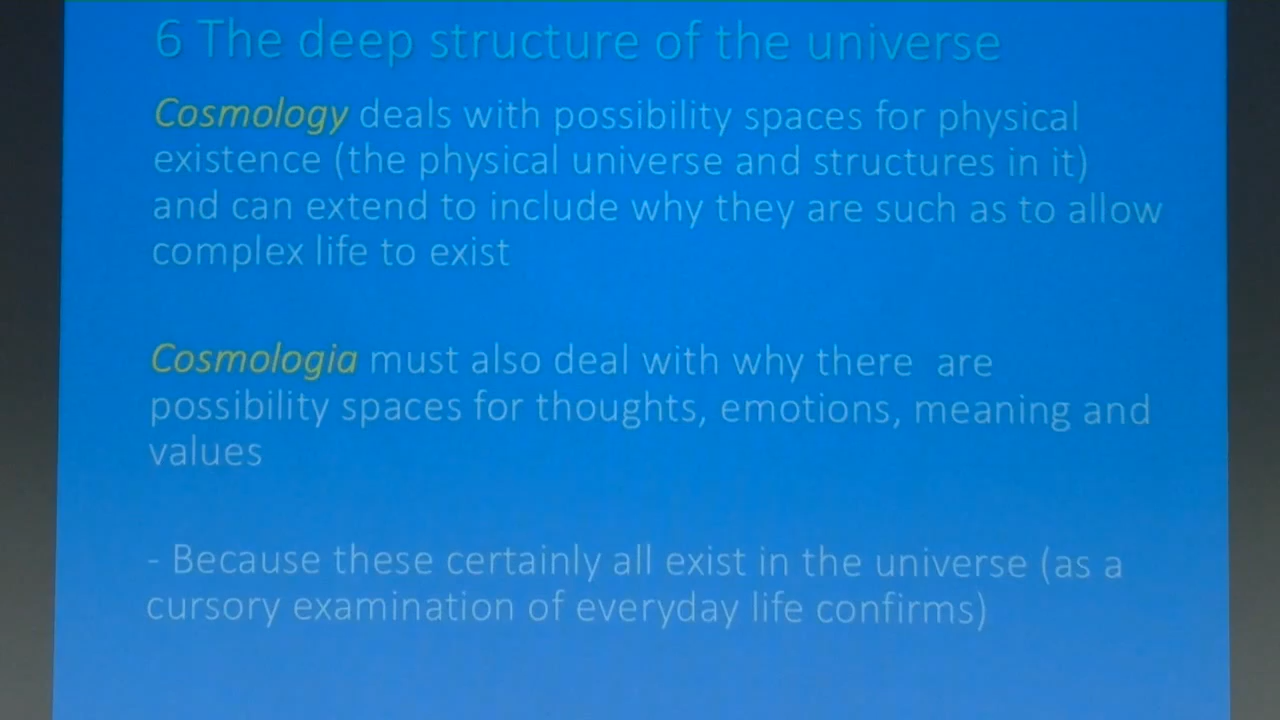 6 The deep structure of the universe
Cosmology deals with possibility spaces for physical
existence (the physical universe and structures in it)
and can extend to include why they are such as to allow
complex life to exist
Cosmologia must also deal with why there are
possibility spaces for thoughts, emotions, meaning and
values
- Because these certainly all exist in the universe (as a
cursory examination of everyday life confirms)